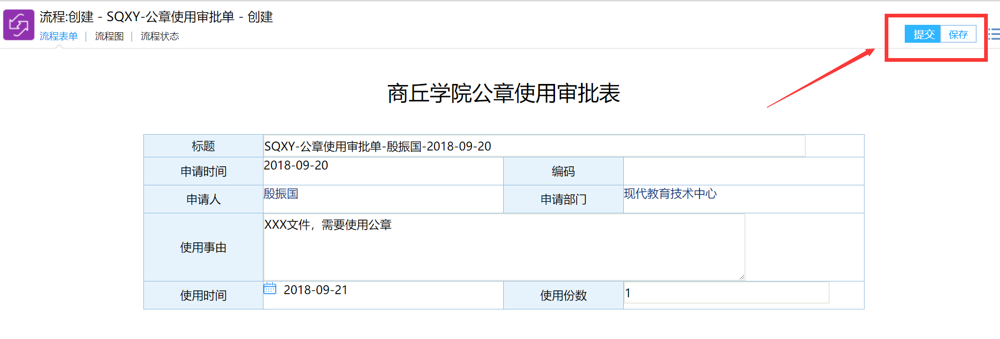 流程:创建 - SQXY-公章使用审批单 - 创建
流程表单 | 流程图 | 流程状态
提交 保存
商丘学院公章使用审批表
标题 SQXY-公章使用审批单-殷振国-2018-09-20
申请时间 2018-09-20 编码
申请人 殷振国 申请部门 现代教育技术中心
使用事由 XXX文件，需要使用公章
使用时间 2018-09-21 使用份数 1